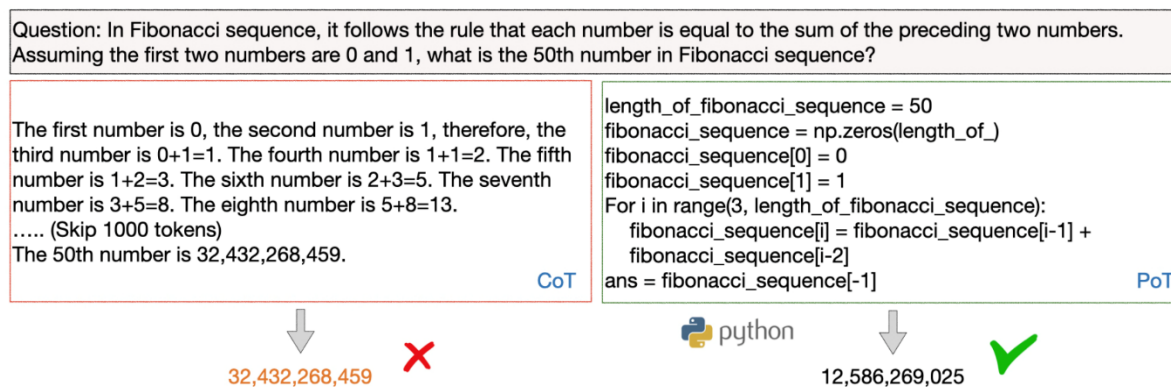 Question: In Fibonacci sequence, it follows the rule that each number is equal to the sum of the preceding two numbers.
Assuming the first two numbers are 0 and 1, what is the 50th number in Fibonacci sequence?
The first number is 0, the second number is 1, therefore, the
third number is 0+1=1. The fourth number is 1+1=2. The fifth
number is 1+2=3. The sixth number is 2+3=5. The seventh
number is 3+5=8. The eighth number is 5+8=13.
..... (Skip 1000 tokens)
The 50th number is 32,432,268,459.
CoT
32,432,268,459
length_of_fibonacci_sequence = 50
fibonacci_sequence = np.zeros(length_of_)
fibonacci_sequence[0] = 0
fibonacci_sequence[1] = 1
For i in range(3, length_of_fibonacci_sequence):
fibonacci_sequence[i] = fibonacci_sequence[i-1] +
fibonacci_sequence[i-2]
ans = fibonacci_sequence[-1]
PoT
python
12,586,269,025